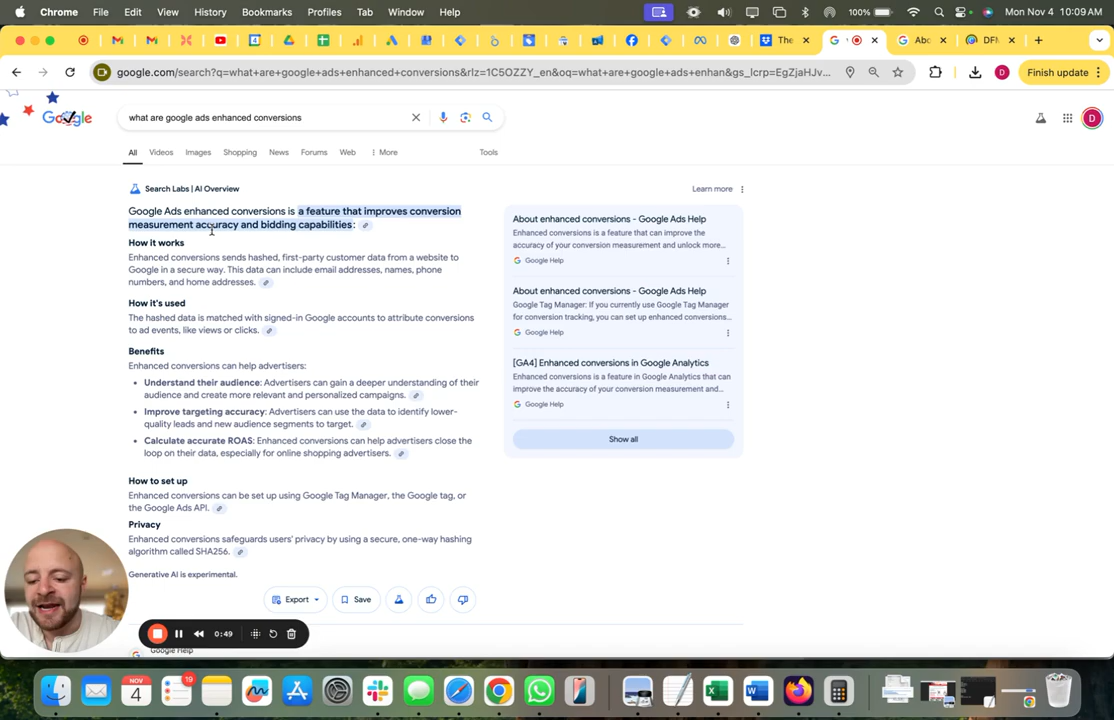 Chrome File Edit View History Bookmarks Profiles Tab Window Help 100% Mon Nov 4 10:09 AM
The
Abo
DFM
google.com/search?q=what+are+google+ads+enhanced+conversions&rlz=1C5OZZY_en&oq=what+are+google+ads+enhan&gs_lcrp=EgZjaHJv...
D
Finish update
Google
what are google ads enhanced conversions
D
All Videos Images Shopping News Forums Web More Tools
Search Labs | AI Overview
Learn more
Google Ads enhanced conversions is a feature that improves conversion
measurement accuracy and bidding capabilities:
How it works
Enhanced conversions sends hashed, first-party customer data from a website to
Google in a secure way. This data can include email addresses, names, phone
numbers, and home addresses.
How it's used
The hashed data is matched with signed-in Google accounts to attribute conversions
to ad events, like views or clicks.
Benefits
Enhanced conversions can help advertisers:
• Understand their audience: Advertisers can gain a deeper understanding of their
audience and create more relevant and personalized campaigns.
• Improve targeting accuracy: Advertisers can use the data to identify lower-
quality leads and new audience segments to target.
• Calculate accurate ROAS: Enhanced conversions can help advertisers close the
loop on their data, especially for online shopping advertisers.
How to set up
Enhanced conversions can be set up using Google Tag Manager, the Google tag, or
the Google Ads API.
Privacy
Enhanced conversions safeguards users' privacy by using a secure, one-way hashing
algorithm called SHA256.
Generative AI is experimental.
Export
Save
About enhanced conversions - Google Ads Help
Enhanced conversions is a feature that can improve the
accuracy of your conversion measurement and unlock more...
Google Help
About enhanced conversions - Google Ads Help
Google Tag Manager: If you currently use Google Tag Manager
for conversion tracking, you can set up enhanced conversions...
Google Help
[GA4] Enhanced conversions in Google Analytics
Enhanced conversions is a feature in Google Analytics that can
improve the accuracy of your conversion measurement and...
Google Help
Show all
0:49
Google Help
NOV
4
19